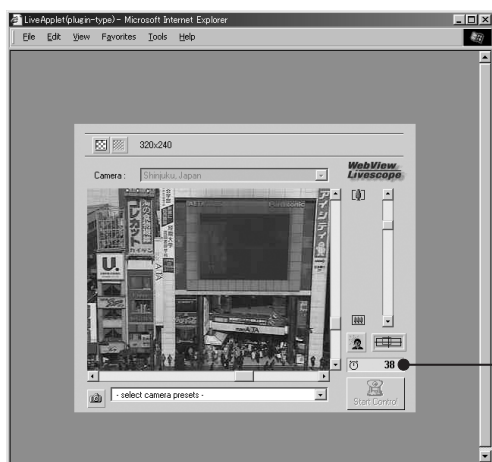 LiveApplet(plugin-type) - Microsoft Internet Explorer
File Edit View Favorites Tools Help
320x240
Camera : Shinjuku, Japan
WebView
Livescope
U.
38
- select camera presets -
Start Control